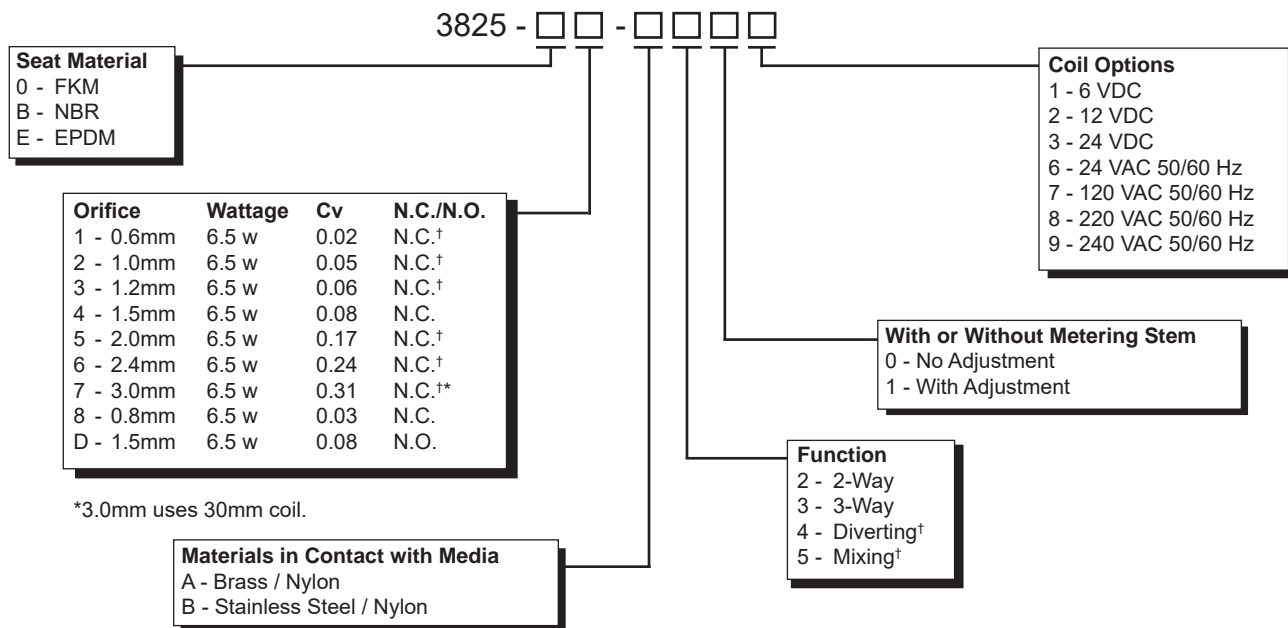 3825 - □ □ - □ □ □ □
Seat Material
0 - FKM
B - NBR
E - EPDM
Coil Options
1 - 6 VDC
2 - 12 VDC
3 - 24 VDC
6 - 24 VAC 50/60 Hz
7 - 120 VAC 50/60 Hz
8 - 220 VAC 50/60 Hz
9 - 240 VAC 50/60 Hz
Orifice Wattage Cv N.C./N.O.
1 - 0.6mm 6.5 w 0.02 N.C.†
2 - 1.0mm 6.5 w 0.05 N.C.†
3 - 1.2mm 6.5 w 0.06 N.C.†
4 - 1.5mm 6.5 w 0.08 N.C.
5 - 2.0mm 6.5 w 0.17 N.C.†
6 - 2.4mm 6.5 w 0.24 N.C.†
7 - 3.0mm 6.5 w 0.31 N.C.†*
8 - 0.8mm 6.5 w 0.03 N.C.
D - 1.5mm 6.5 w 0.08 N.O.
*3.0mm uses 30mm coil.
With or Without Metering Stem
0 - No Adjustment
1 - With Adjustment
Function
2 - 2-Way
3 - 3-Way
4 - Diverting†
5 - Mixing†
Materials in Contact with Media
A - Brass / Nylon
B - Stainless Steel / Nylon